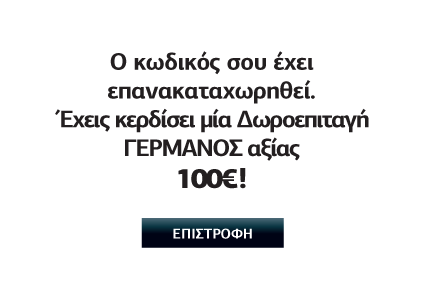 Ο κωδικός σου έχει
επανακαταχωρηθεί.
Έχεις κερδίσει μία Δωροεπιταγή
ΓΕΡΜΑΝΟΣ αξίας
100€!
ΕΠΙΣΤΡΟΦΗ